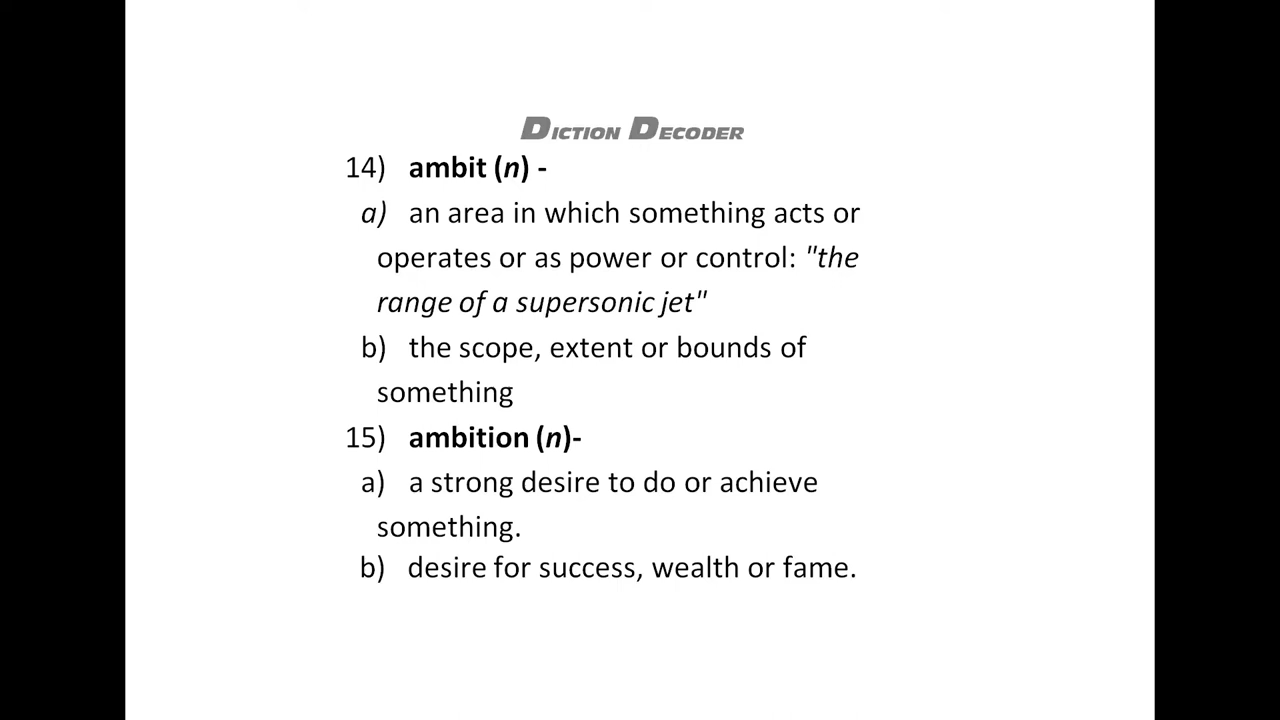 DICTION DECODER
14) ambit (n) -
a) an area in which something acts or
operates or as power or control: "the
range of a supersonic jet"
b) the scope, extent or bounds of
something
15) ambition (n)-
a) a strong desire to do or achieve
something.
b) desire for success, wealth or fame.